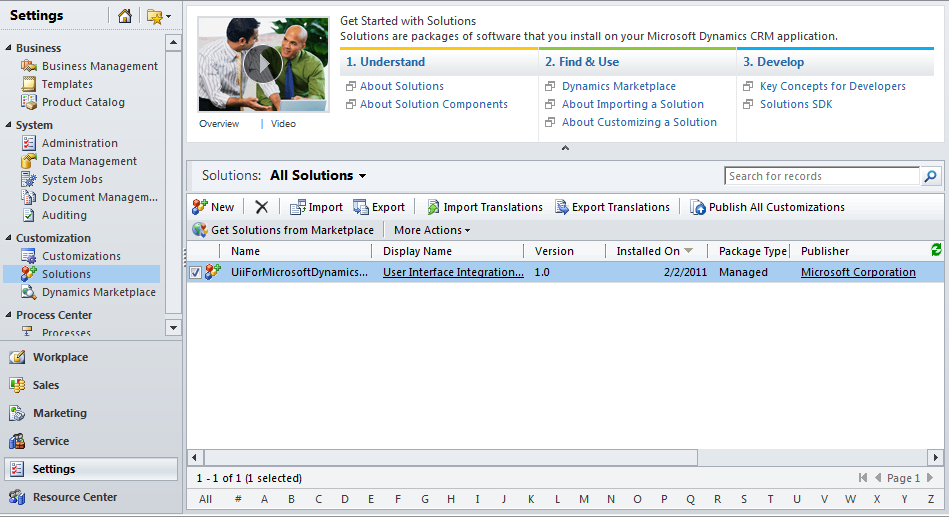 Settings
Business
Business Management
Templates
Product Catalog
System
Administration
Data Management
System Jobs
Document Managem...
Auditing
Customization
Customizations
Solutions
Dynamics Marketplace
Process Center
Processes
Workplace
Sales
Marketing
Service
Settings
Resource Center
Overview | Video
Get Started with Solutions
Solutions are packages of software that you install on your Microsoft Dynamics CRM application.
1. Understand
About Solutions
About Solution Components
2. Find & Use
Dynamics Marketplace
About Importing a Solution
About Customizing a Solution
3. Develop
Key Concepts for Developers
Solutions SDK
Solutions: All Solutions
Search for records
New Import Export Import Translations Export Translations Publish All Customizations
Get Solutions from Marketplace More Actions
Name Display Name Version Installed On Package Type Publisher
UiiForMicrosoftDynamics... User Interface Integration... 1.0 2/2/2011 Managed Microsoft Corporation
1 - 1 of 1 (1 selected) Page 1
All # A B C D E F G H I J K L M N O P Q R S T U V W X Y Z